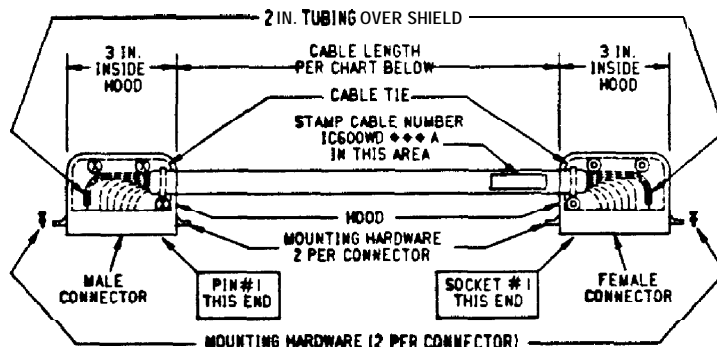 2 IN. TUBING OVER SHIELD
3 IN.
INSIDE
HOOD
CABLE LENGTH
PER CHART BELOW
3 IN.
INSIDE
HOOD
CABLE TIE
STAMP CABLE NUMBER
IC600WD ◆◆◆ A
IN THIS AREA
HOOD
MOUNTING HARDWARE
2 PER CONNECTOR
MALE
CONNECTOR
PIN#1
THIS END
SOCKET #1
THIS END
FEMALE
CONNECTOR
MOUNTING HARDWARE (2 PER CONNECTOR)